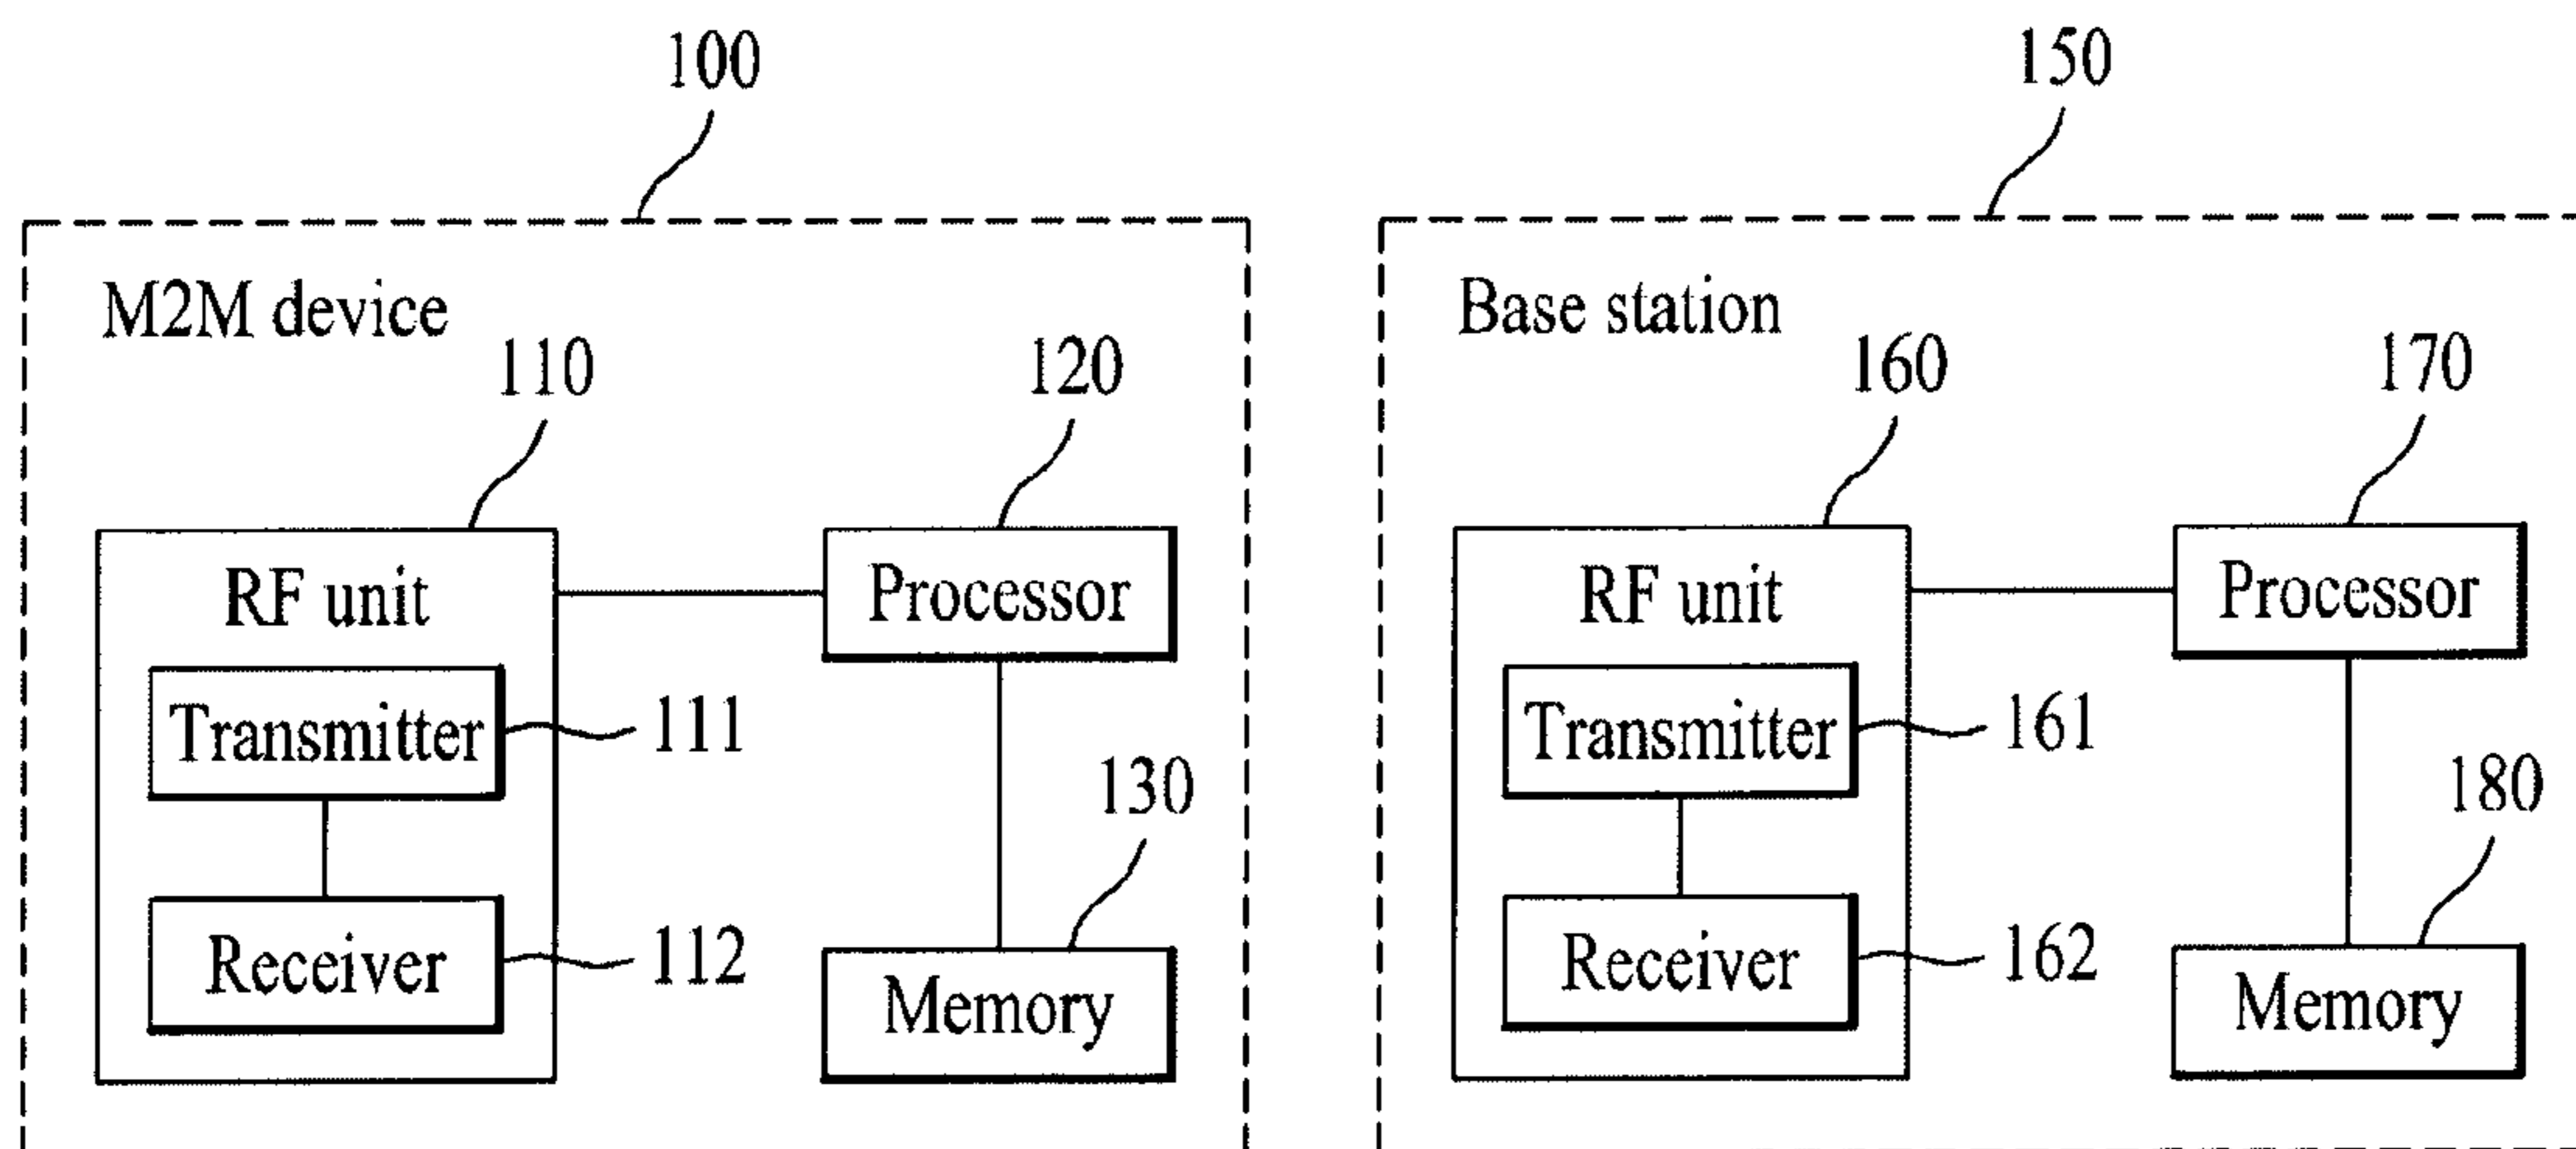 100
150
M2M device
Base station
110
120
160
170
RF unit
Processor
RF unit
Processor
Transmitter
111
Transmitter
161
130
180
Receiver
112
Memory
Receiver
162
Memory